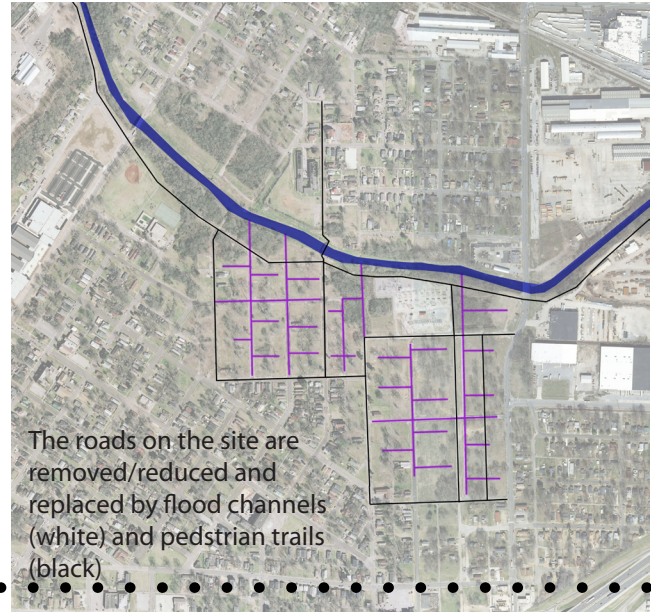 The roads on the site are
removed/reduced and
replaced by flood channels
(white) and pedstrian trails
(black)